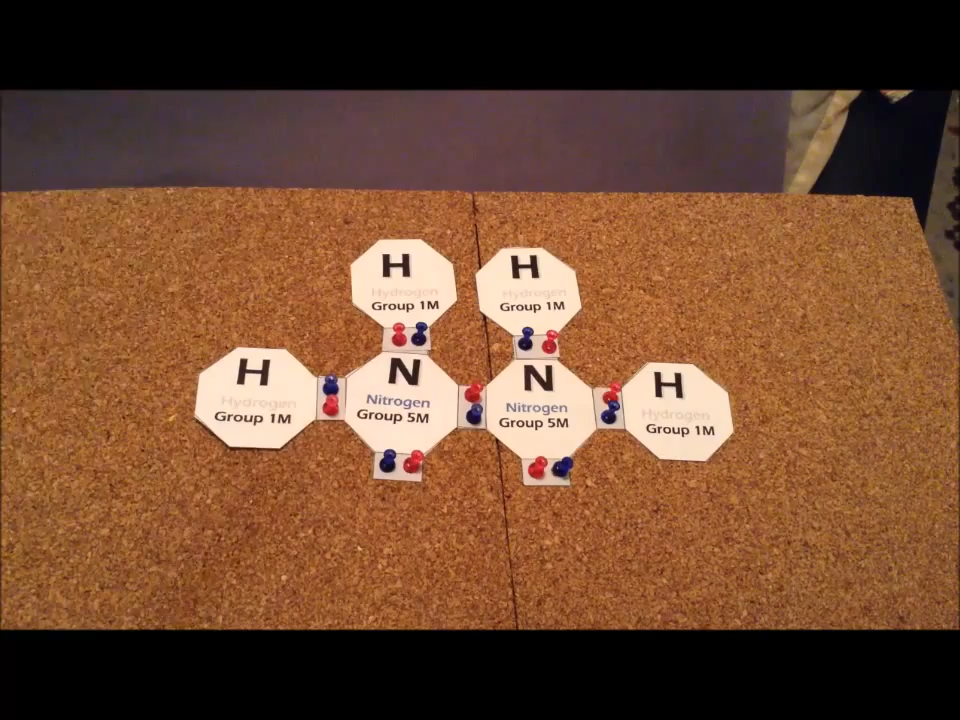 H
Hydrogen
Group 1M
H
Hydrogen
Group 1M
H
Hydrogen
Group 1M
N
Nitrogen
Group 5M
N
Nitrogen
Group 5M
H
Hydrogen
Group 1M